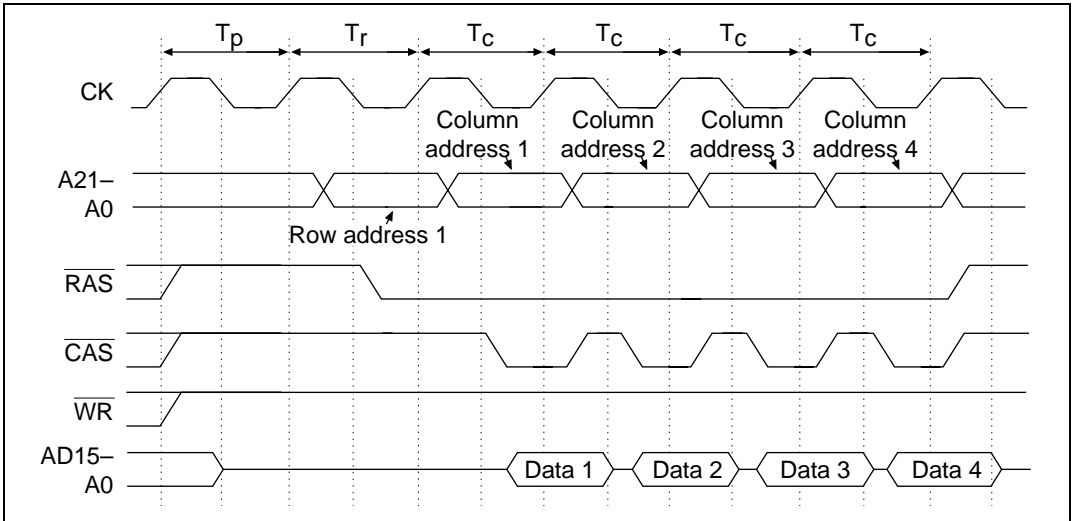 Tp Tr Tc Tc Tc Tc
CK
Column address 1
Column address 2
Column address 3
Column address 4
A21–
A0
Row address 1
RAS
CAS
WR
AD15–
A0
Data 1 Data 2 Data 3 Data 4